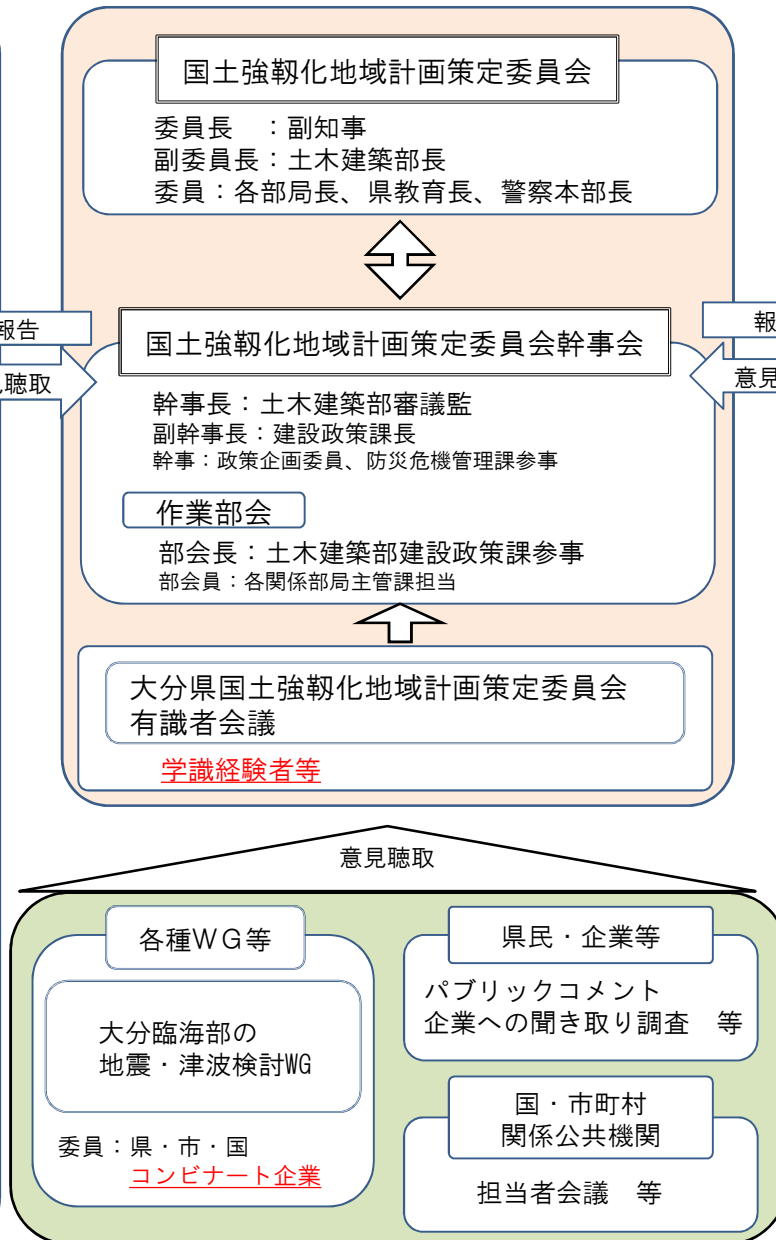 国土強靱化地域計画策定委員会
委員長　：副知事
副委員長：土木建築部長
委員：各部局長、県教育長、警察本部長
報告
聴取
国土強靱化地域計画策定委員会幹事会
報
意見
幹事長：土木建築部審議監
副幹事長：建設政策課長
幹事：政策企画委員、防災危機管理課参事
作業部会
部会長：土木建築部建設政策課参事
部会員：各関係部局主管課担当
大分県国土強靱化地域計画策定委員会
有識者会議
学識経験者等
意見聴取
各種ＷＧ等
大分臨海部の
地震・津波検討WG
委員：県・市・国
コンビナート企業
県民・企業等
パブリックコメント
企業への聞き取り調査　等
国・市町村
関係公共機関
担当者会議　等